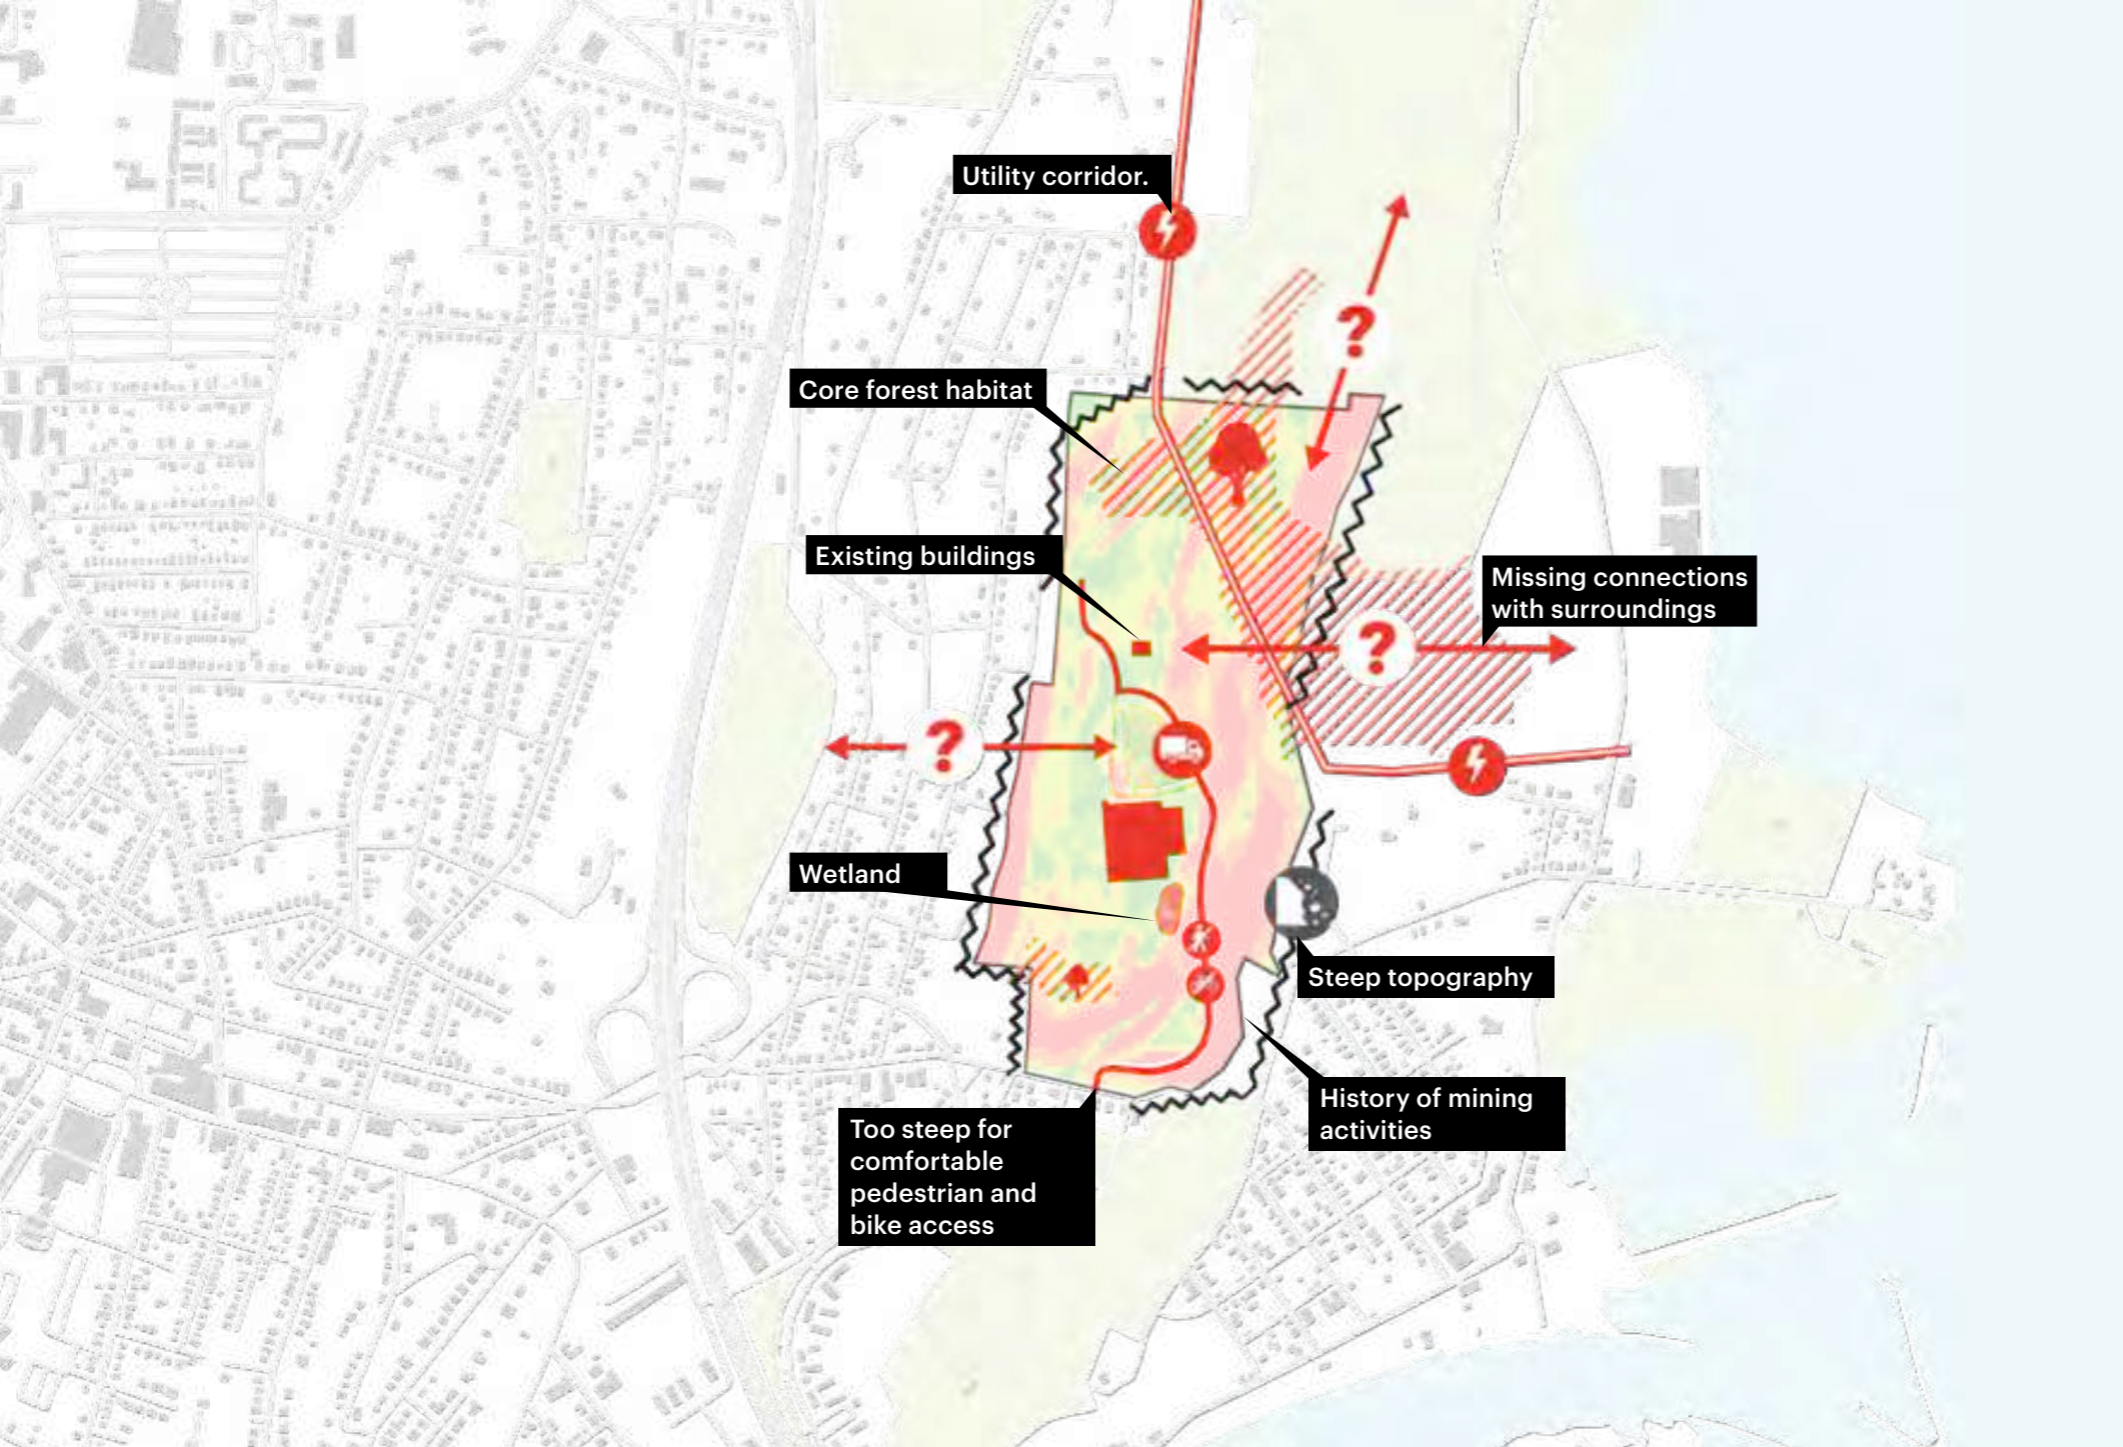 Utility corridor.
Core forest habitat
Existing buildings
Missing connections
with surroundings
?
?
?
Wetland
Steep topography
History of mining
activities
Too steep for
comfortable
pedestrian and
bike access